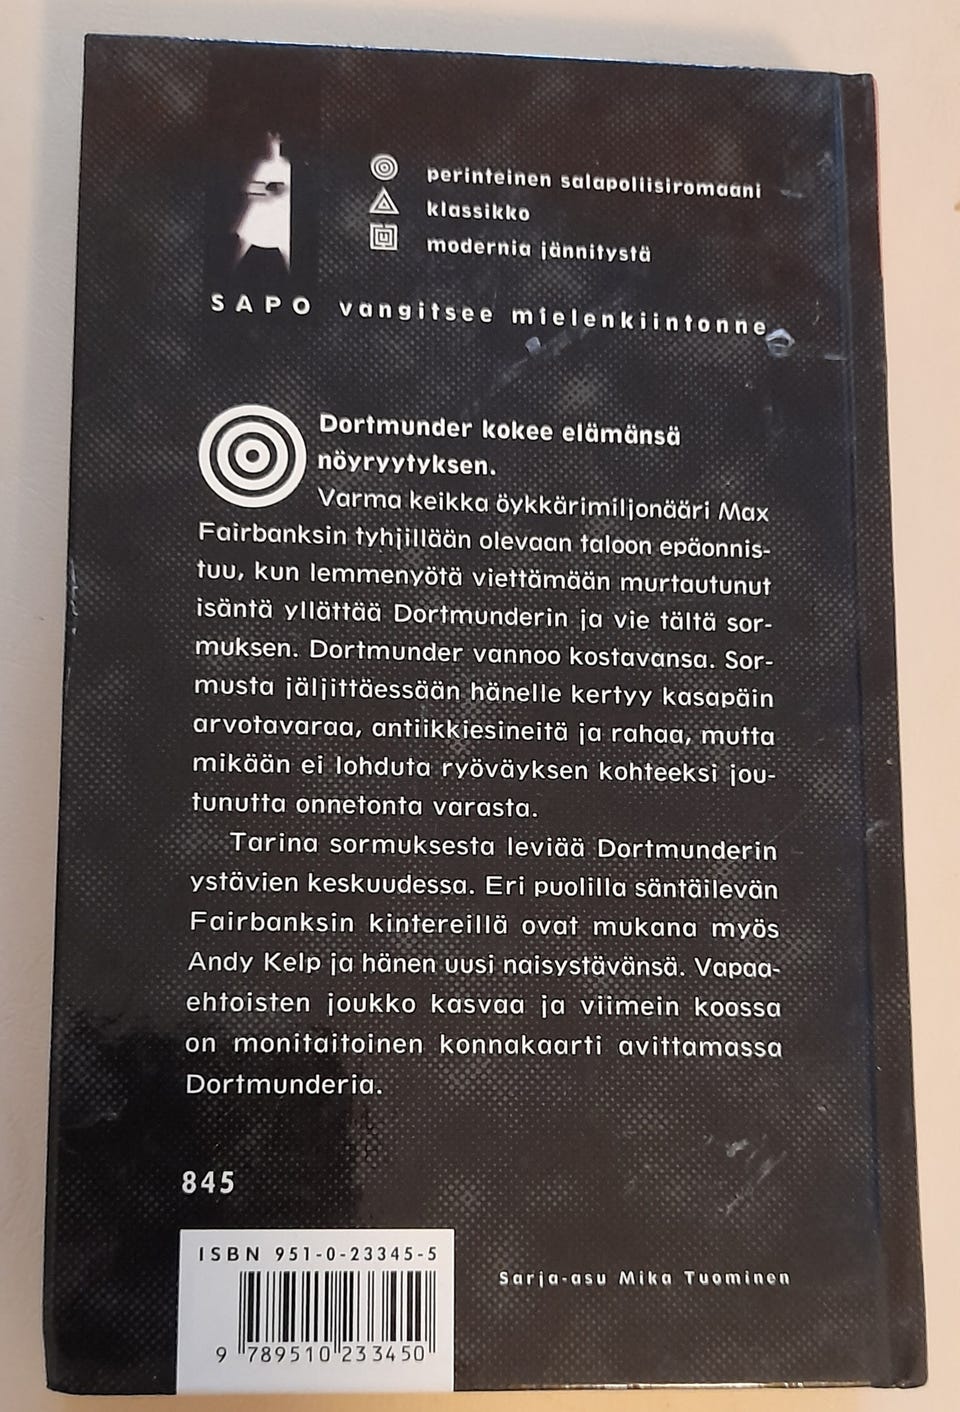 perinteinen salapoliisiromaani
klassikko
modernia jännitystä
SAPO vangitsee mielenkiintonne
Dortmunder kokee elämänsä
nöyryytyksen.
Varma keikka öykkärimiljonääri Max
Fairbanksin tyhjillään olevaan taloon epäonnis-
tuu, kun lemmenyötä viettämään murtautunut
isäntä yllättää Dortmunderin ja vie tältä sor-
muksen. Dortmunder vannoo kostavansa. Sor-
musta jäljittäessään hänelle kertyy kasapäin
arvotavaraa, antiikkiesineitä ja rahaa, mutta
mikään ei lohduta ryöväyksen kohteeksi jou-
tunutta onnetonta varasta.
Tarina sormuksesta leviää Dortmunderin
ystävien keskuudessa. Eri puolilla säntäilevän
Fairbanksin kintereillä ovat mukana myös
Andy Kelp ja hänen uusi naisystävänsä. Vapaa-
ehtoisten joukko kasvaa ja viimein koossa
on monitaitoinen konnakaarti avittamassa
Dortmunderia.
845
ISBN 951-0-23345-5
Sarja-asu Mika Tuominen
9 789510 233450